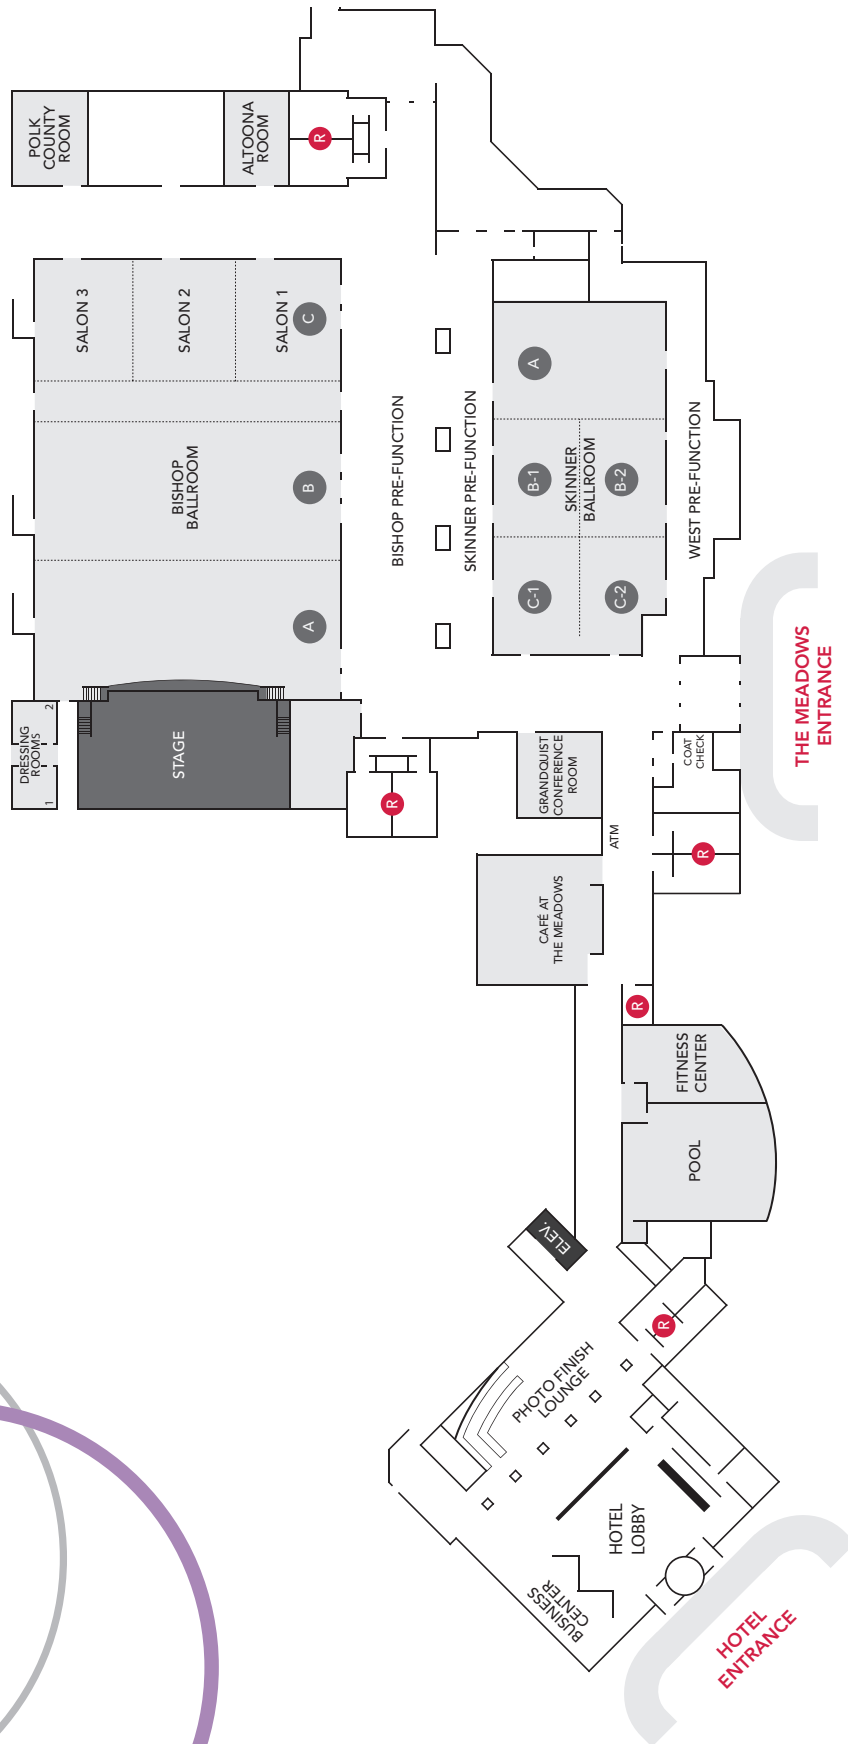 POLK
COUNTY
ROOM
ALTOONA
ROOM
R
SALON 3
SALON 2
SALON 1
C
BISHOP
BALLROOM
B
A
BISHOP PRE-FUNCTION
SKINNER PRE-FUNCTION
A
SKINNER
BALLROOM
B-1
B-2
C-1
C-2
WEST PRE-FUNCTION
THE MEADOWS
ENTRANCE
DRESSING
ROOMS
1
2
STAGE
R
GRANDQUIST
CONFERENCE
ROOM
COAT
CHECK
ATM
R
CAFÉ AT
THE MEADOWS
R
FITNESS
CENTER
POOL
ELEV.
R
PHOTO FINISH
LOUNGE
HOTEL
LOBBY
BUSINESS
CENTER
HOTEL
ENTRANCE